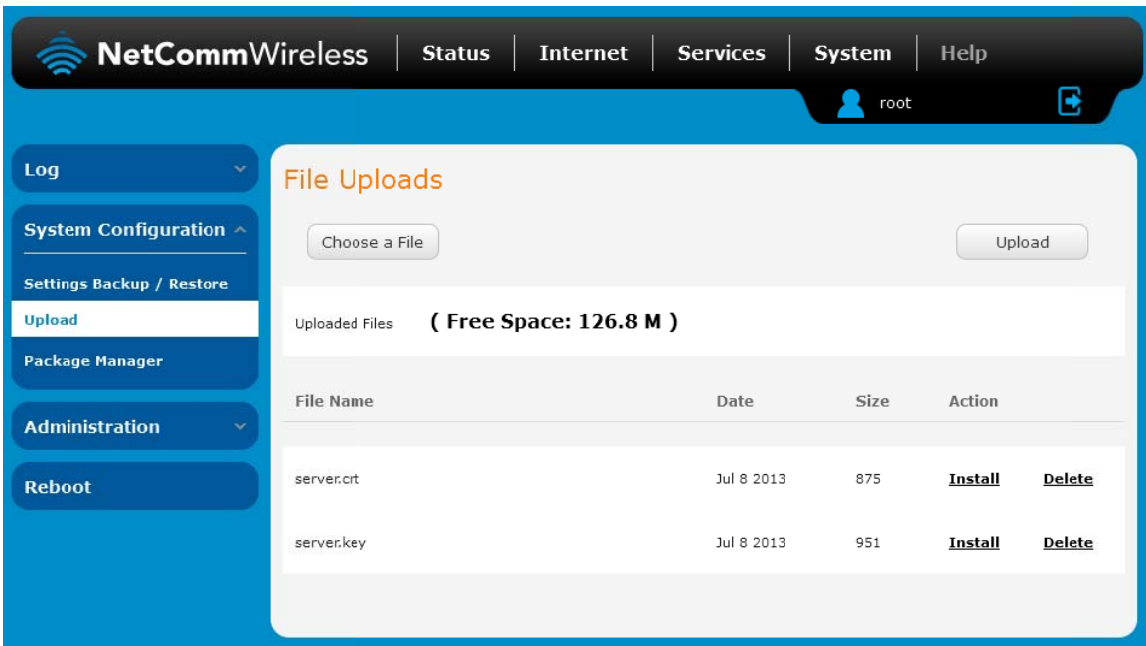 NetCommWireless Status Internet Services System Help
root
Log
System Configuration
Settings Backup / Restore
Upload
Package Manager
Administration
Reboot
File Uploads
Choose a File Upload
Uploaded Files ( Free Space: 126.8 M )
File Name Date Size Action
server.crt Jul 8 2013 875 Install Delete
server.key Jul 8 2013 951 Install Delete